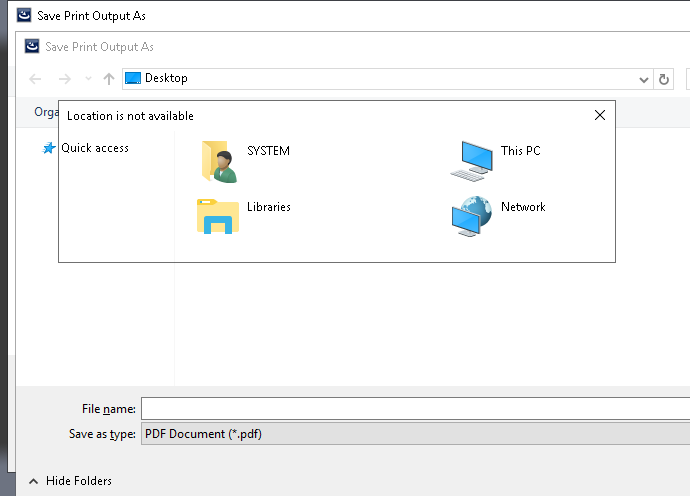 Save Print Output As
Save Print Output As
Desktop
Orga
Location is not available
Quick access
SYSTEM
This PC
Libraries
Network
File name:
Save as type:
PDF Document (*.pdf)
Hide Folders